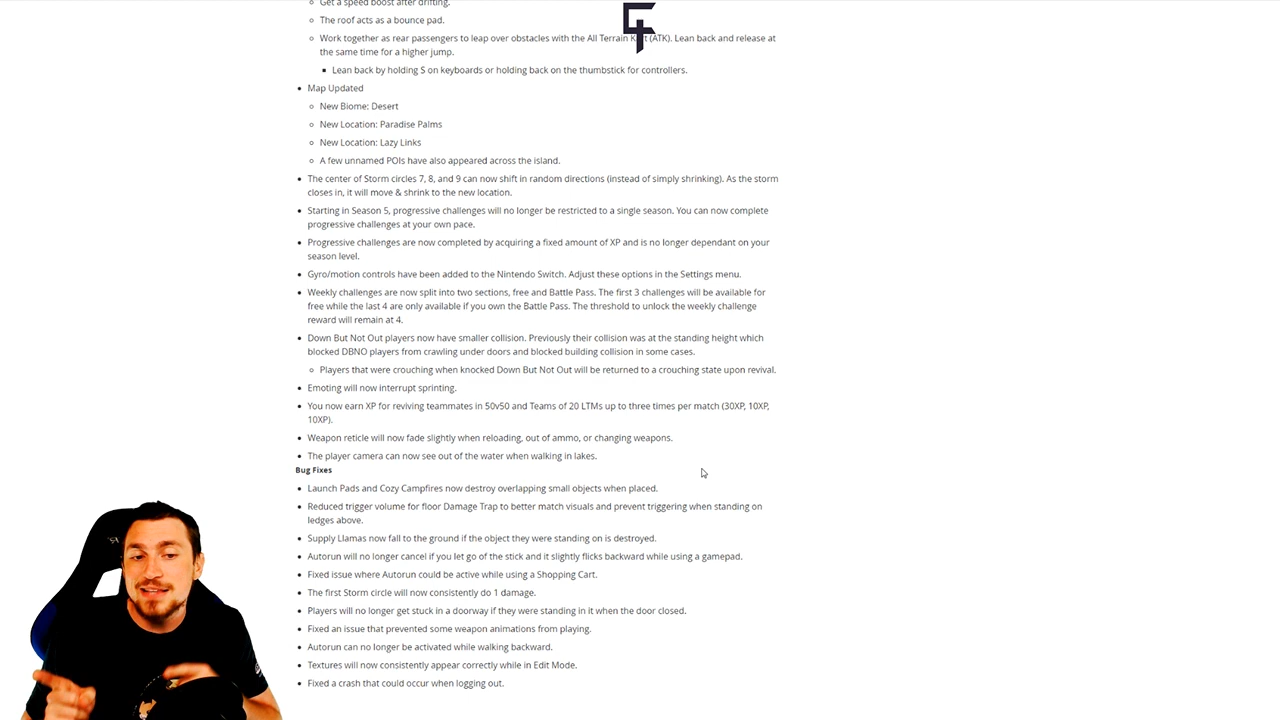 Get a speed boost after drifting.
The roof acts as a bounce pad.
Work together as rear passengers to leap over obstacles with the All Terrain Kart (ATK). Lean back and release at
the same time for a higher jump.
Lean back by holding S on keyboards or holding back on the thumbstick for controllers.
Map Updated
New Biome: Desert
New Location: Paradise Palms
New Location: Lazy Links
A few unnamed POIs have also appeared across the island.
The center of Storm circles 7, 8, and 9 can now shift in random directions (instead of simply shrinking). As the storm
closes in, it will move & shrink to the new location.
Starting in Season 5, progressive challenges will no longer be restricted to a single season. You can now complete
progressive challenges at your own pace.
Progressive challenges are now completed by acquiring a fixed amount of XP and is no longer dependant on your
season level.
Gyro/motion controls have been added to the Nintendo Switch. Adjust these options in the Settings menu.
Weekly challenges are now split into two sections, free and Battle Pass. The first 3 challenges will be available for
free while the last 4 are only available if you own the Battle Pass. The threshold to unlock the weekly challenge
reward will remain at 4.
Down But Not Out players now have smaller collision. Previously their collision was at the standing height which
blocked DBNO players from crawling under doors and blocked building collision in some cases.
Players that were crouching when knocked Down But Not Out will be returned to a crouching state upon revival.
Emoting will now interrupt sprinting.
You now earn XP for reviving teammates in 50v50 and Teams of 20 LTMs up to three times per match (30XP, 10XP,
10XP).
Weapon reticle will now fade slightly when reloading, out of ammo, or changing weapons.
The player camera can now see out of the water when walking in lakes.
Bug Fixes
Launch Pads and Cozy Campfires now destroy overlapping small objects when placed.
Reduced trigger volume for floor Damage Trap to better match visuals and prevent triggering when standing on
ledges above.
Supply Llamas now fall to the ground if the object they were standing on is destroyed.
Autorun will no longer cancel if you let go of the stick and it slightly flicks backward while using a gamepad.
Fixed issue where Autorun could be active while using a Shopping Cart.
The first Storm circle will now consistently do 1 damage.
Players will no longer get stuck in a doorway if they were standing in it when the door closed.
Fixed an issue that prevented some weapon animations from playing.
Autorun can no longer be activated while walking backward.
Textures will now consistently appear correctly while in Edit Mode.
Fixed a crash that could occur when logging out.